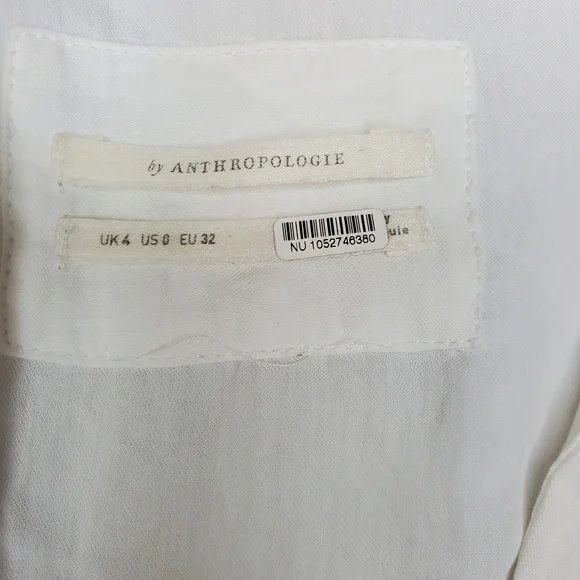 by ANTHROPOLOGIE
UK 4 US 0 EU 32
NU 1052746380